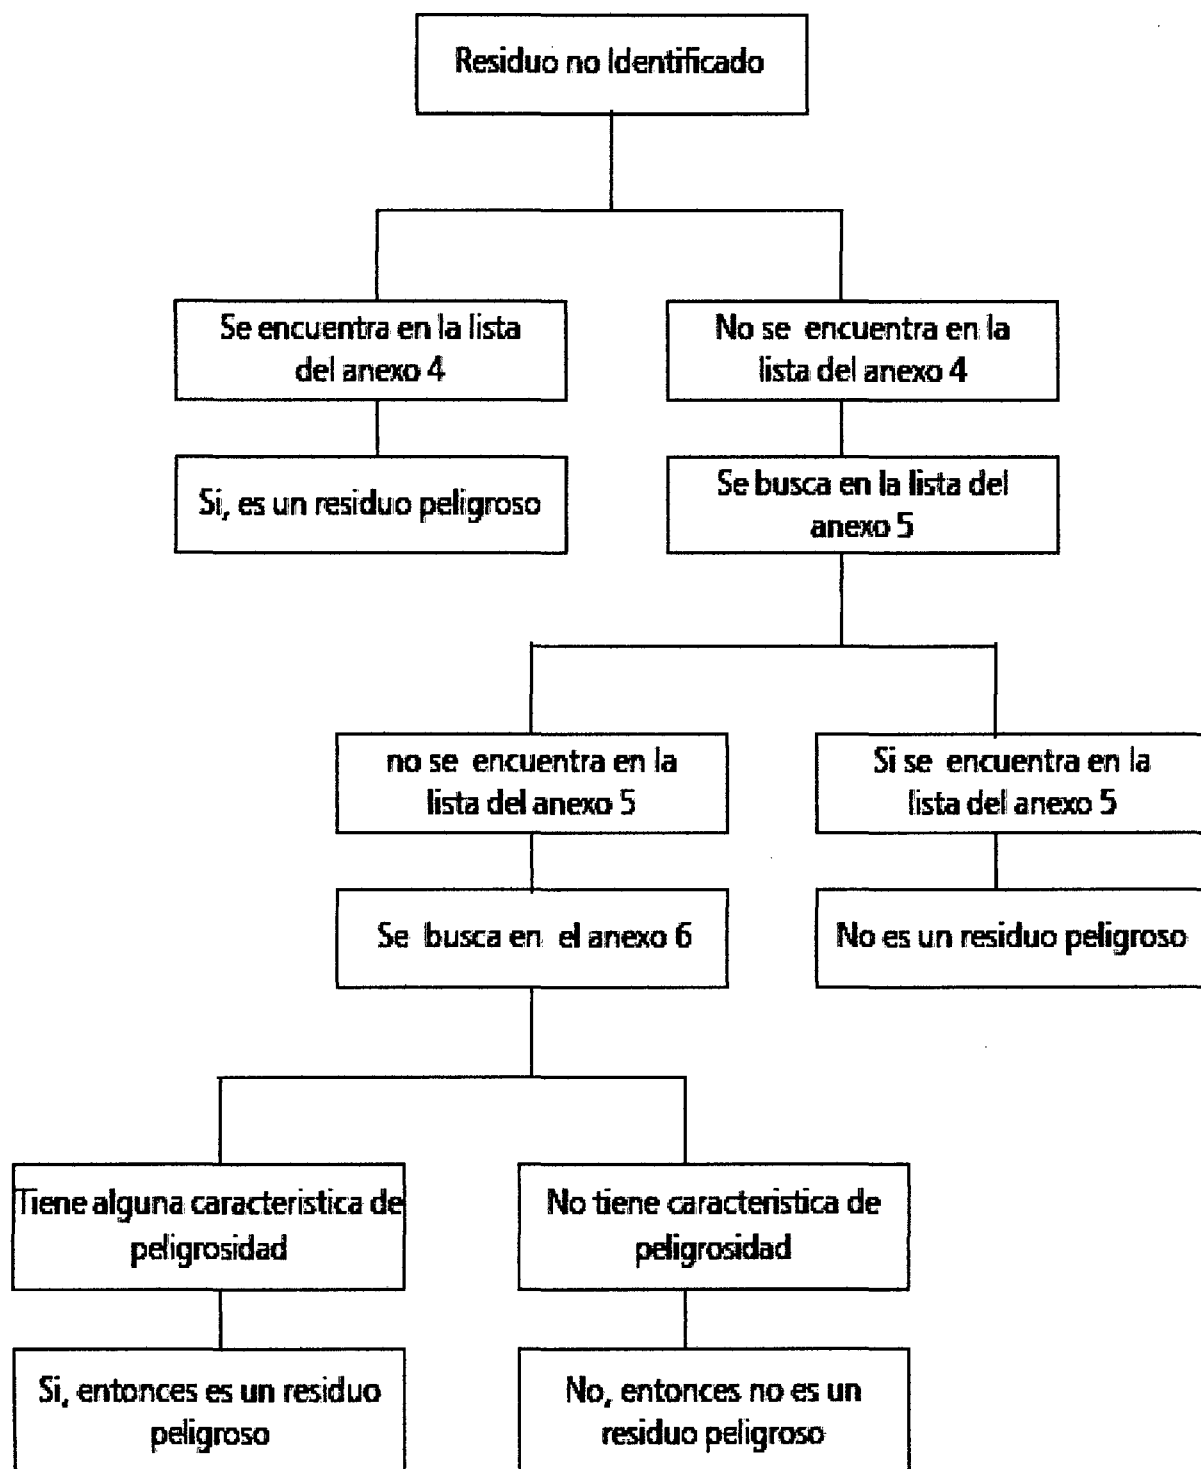 Residuo no Identificado
Se encuentra en la lista
del anexo 4
No se encuentra en la
lista del anexo 4
Si, es un residuo peligroso
Se busca en la lista del
anexo 5
no se encuentra en la
lista del anexo 5
Si se encuentra en la
lista del anexo 5
Se busca en el anexo 6
No es un residuo peligroso
Tiene alguna caracteristica de
peligrosidad
No tiene caracteristica de
peligrosidad
Si, entonces es un residuo
peligroso
No, entonces no es un
residuo peligroso